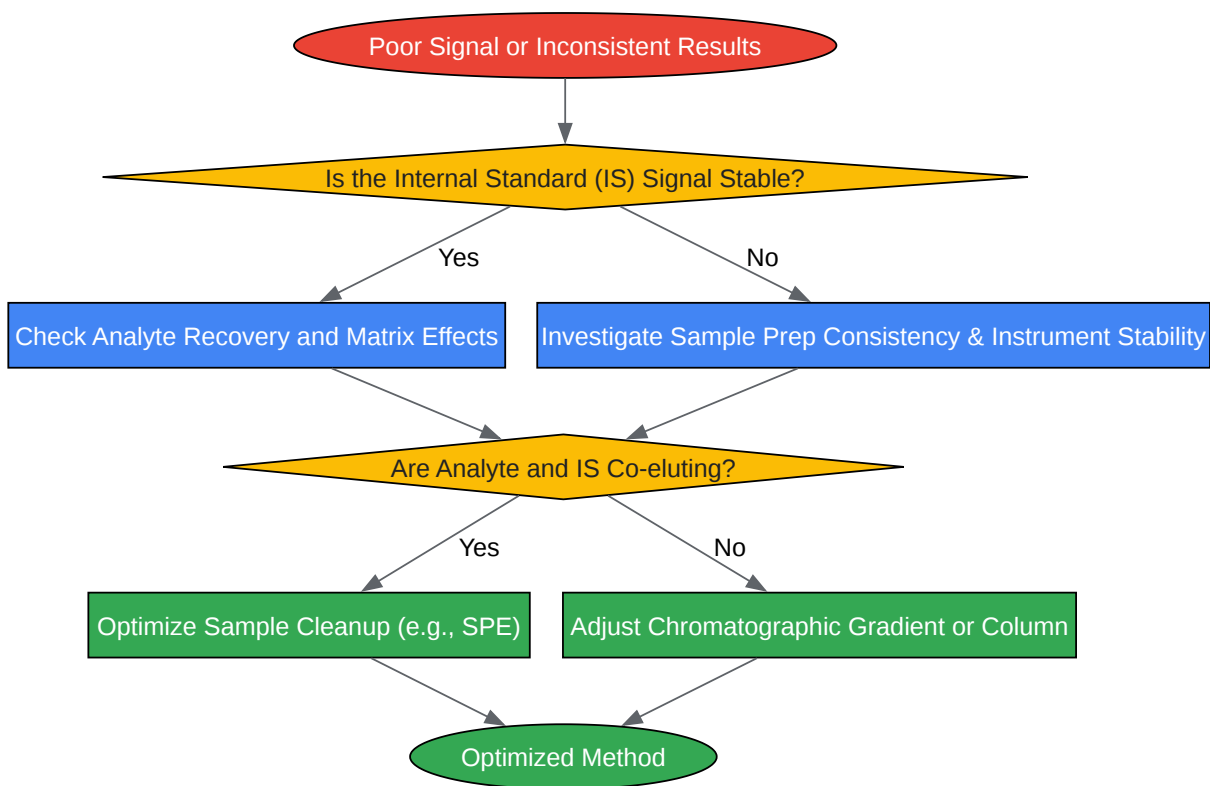 Poor Signal or Inconsistent Results
Is the Internal Standard (IS) Signal Stable?
Yes
No
Check Analyte Recovery and Matrix Effects
Investigate Sample Prep Consistency & Instrument Stability
Are Analyte and IS Co-eluting?
Yes
No
Optimize Sample Cleanup (e.g., SPE)
Adjust Chromatographic Gradient or Column
Optimized Method